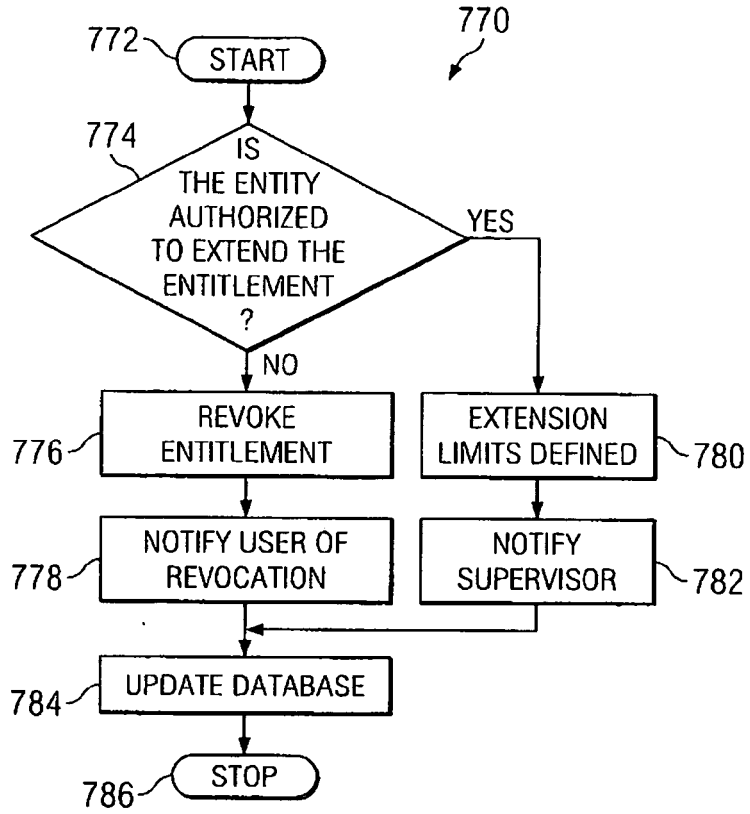 770
772
START
774
IS
THE ENTITY
AUTHORIZED
TO EXTEND THE
ENTITLEMENT
?
YES
NO
REVOKE
ENTITLEMENT
776
EXTENSION
LIMITS DEFINED
780
NOTIFY USER OF
REVOCATION
778
NOTIFY
SUPERVISOR
782
UPDATE DATABASE
784
STOP
786